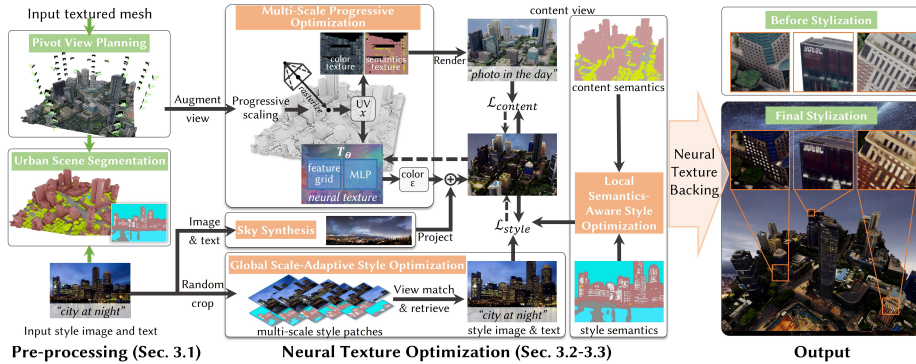 Input textured mesh
Pivot View Planning
Urban Scene Segmentation
"city at night"
Input style image and text
Pre-processing (Sec. 3.1)
Augment
view
Image
& text
Random
crop
Multi-Scale Progressive
Optimization
color
texture
semantics
texture
rasterize
Progressive
scaling
UV
x
Tθ
feature
grid
MLP
neural texture
color
ε
Render
Sky Synthesis
Project
Global Scale-Adaptive Style Optimization
multi-scale style patches
View match
& retrieve
content view
"photo in the day"
ℒcontent
ℒstyle
"city at night"
style image & text
content semantics
Local
Semantics-
Aware Style
Optimization
style semantics
Neural Texture Optimization (Sec. 3.2-3.3)
Neural
Texture
Backing
Before Stylization
Final Stylization
Output